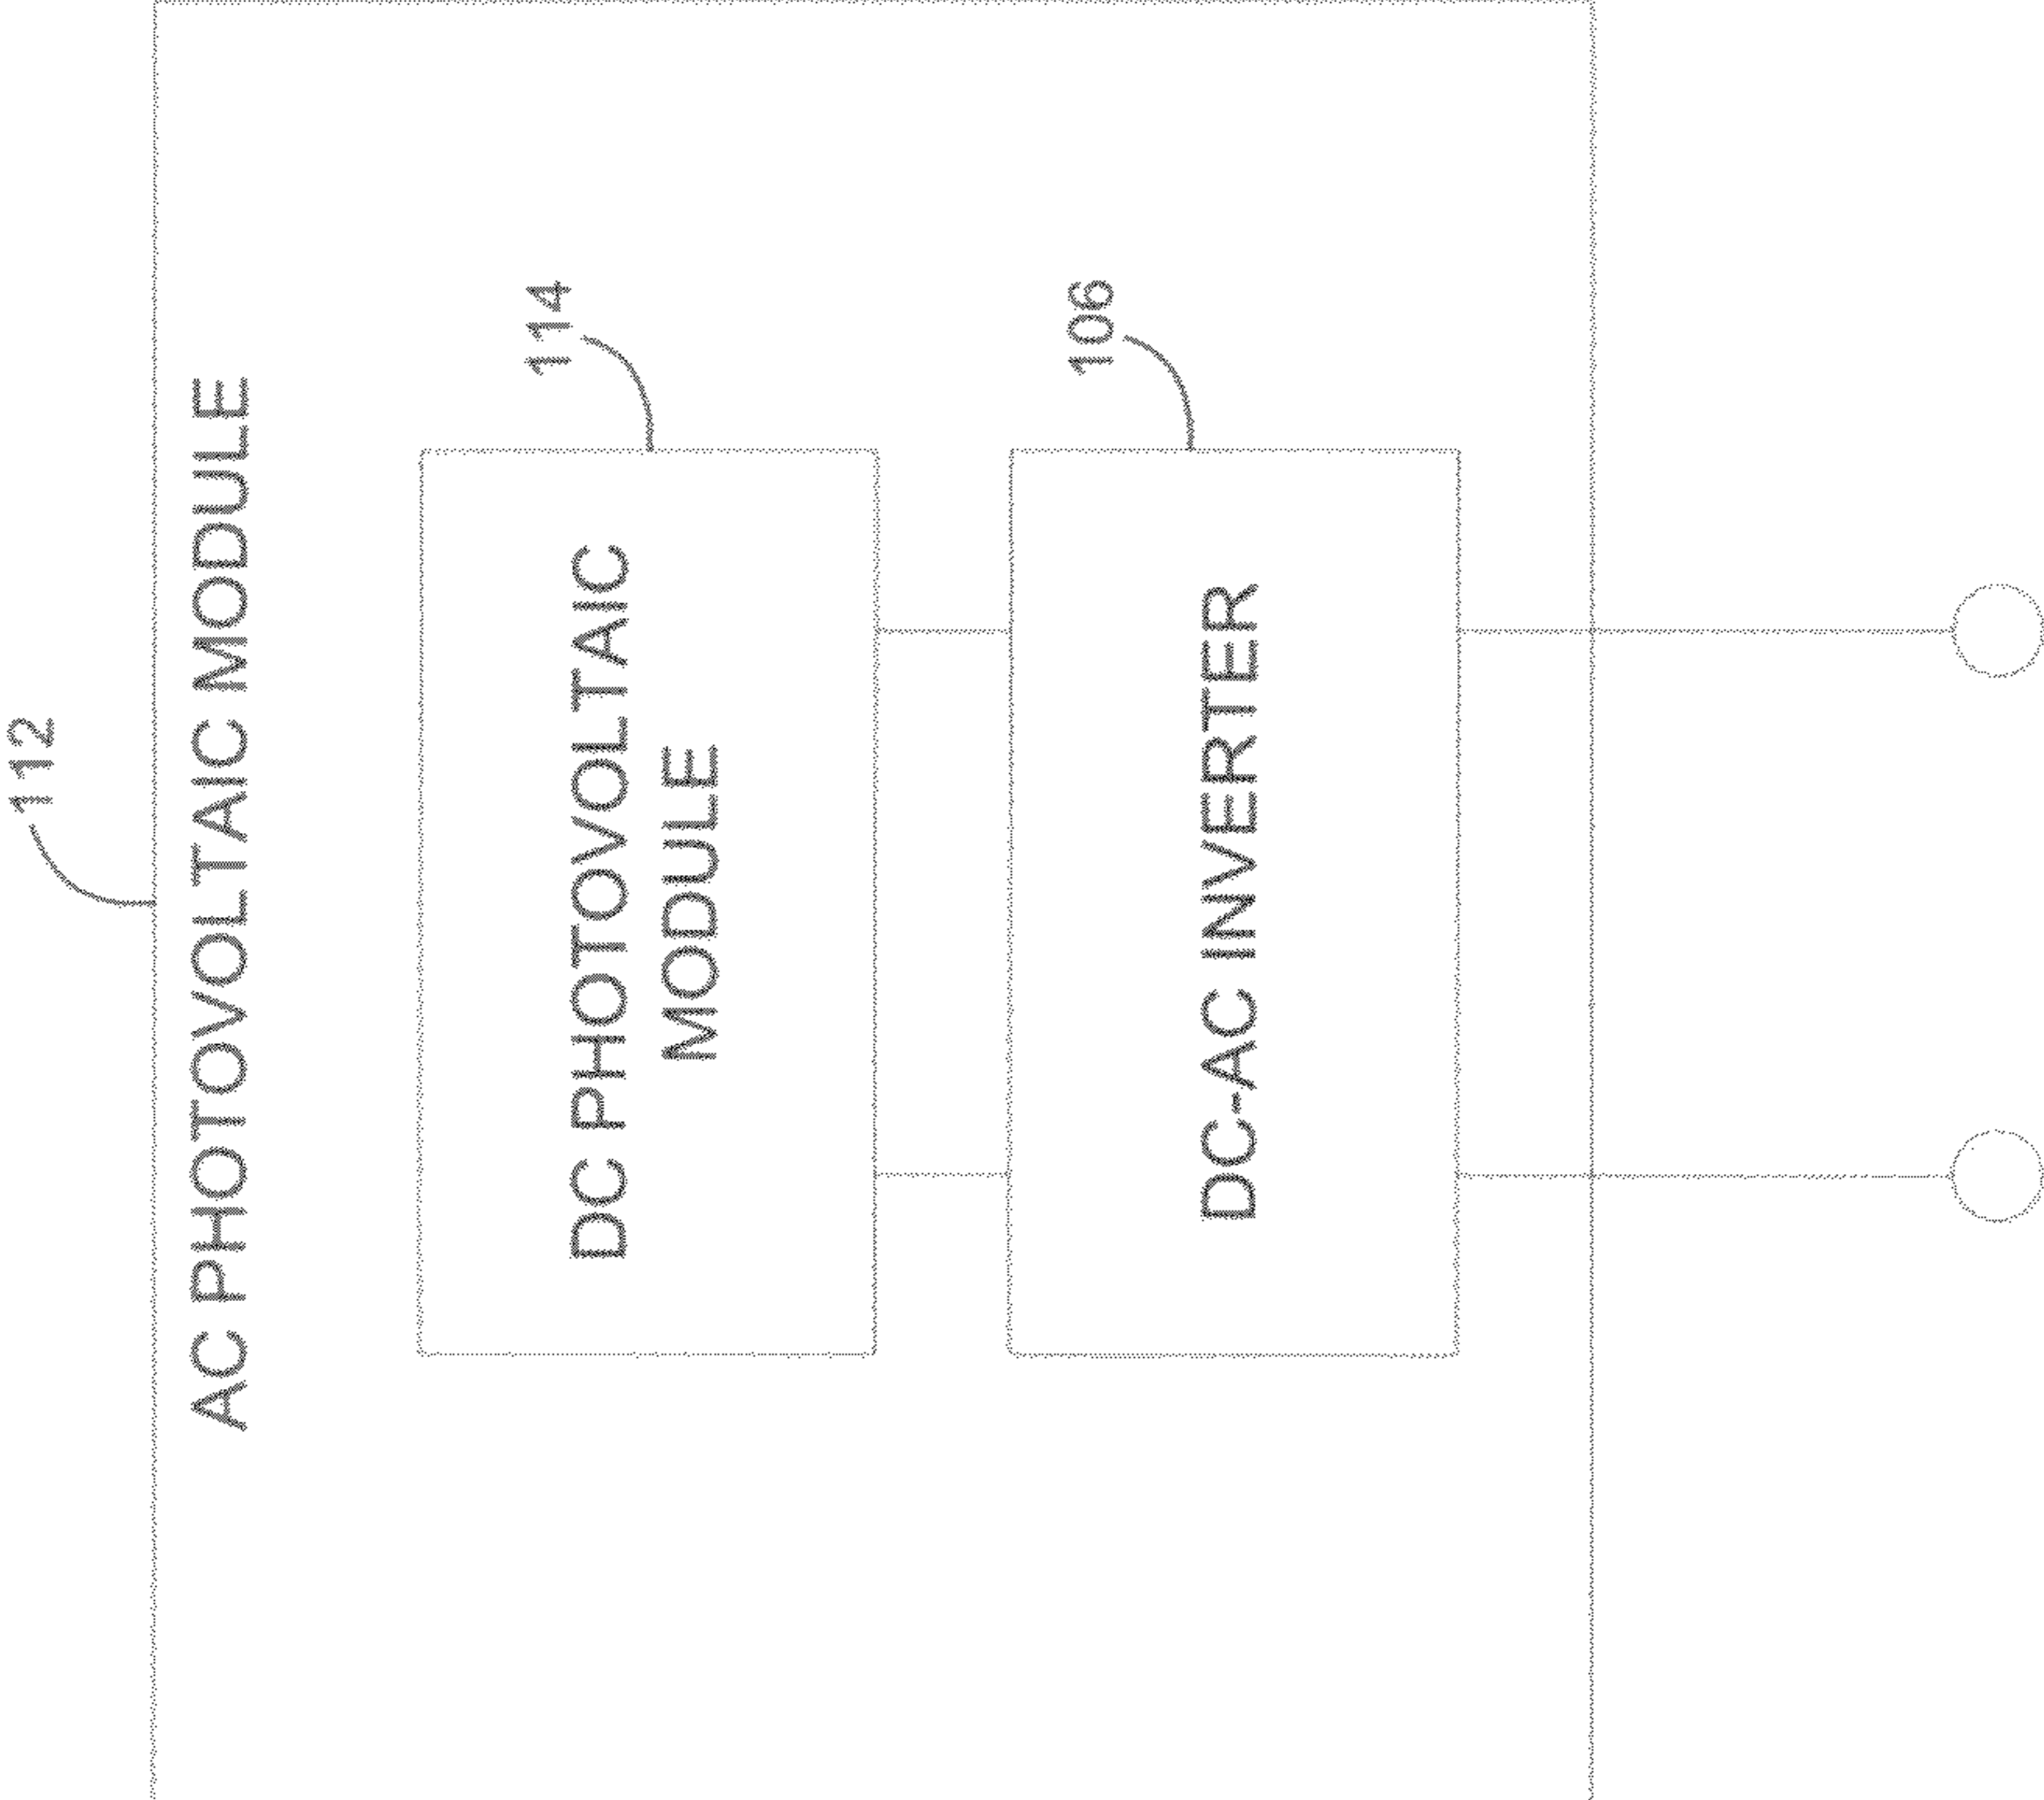 112
AC PHOTOVOLTAIC MODULE
114
DC PHOTOVOLTAIC
MODULE
106
DC-AC INVERTER